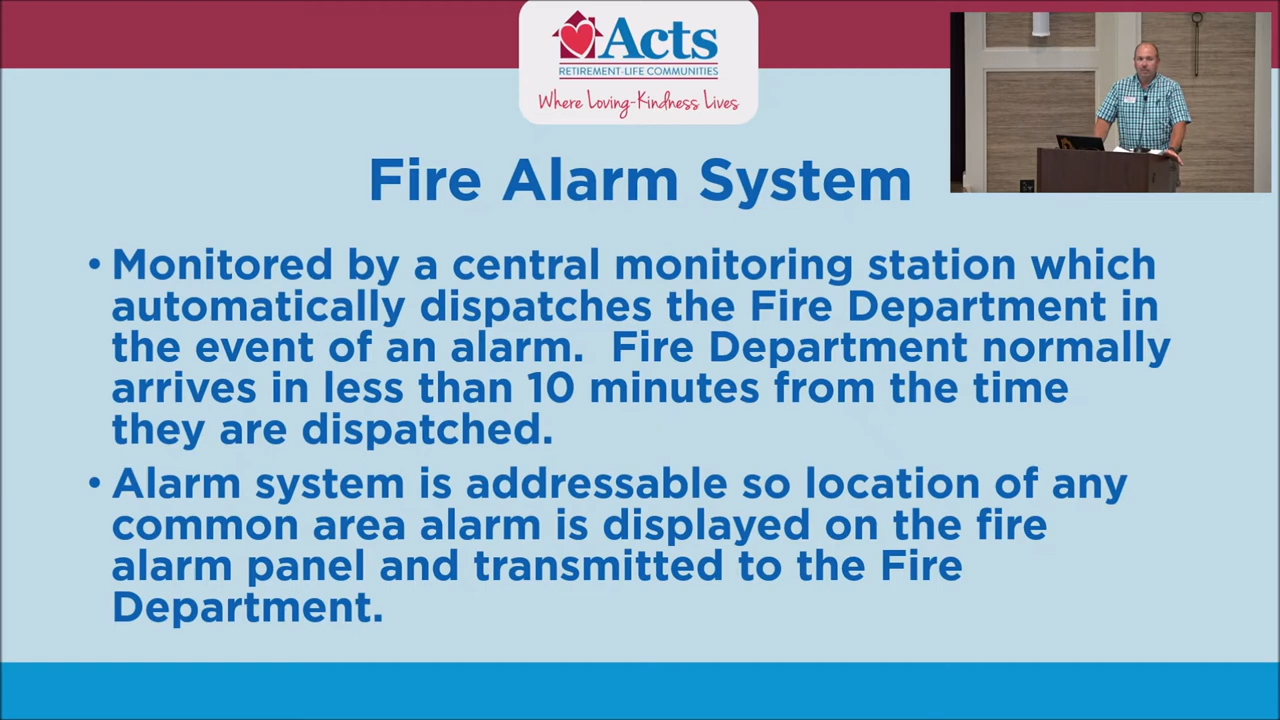 Acts
RETIREMENT-LIFE COMMUNITIES
Where Loving-Kindness Lives
Fire Alarm System
• Monitored by a central monitoring station which
automatically dispatches the Fire Department in
the event of an alarm.  Fire Department normally
arrives in less than 10 minutes from the time
they are dispatched.
• Alarm system is addressable so location of any
common area alarm is displayed on the fire
alarm panel and transmitted to the Fire
Department.